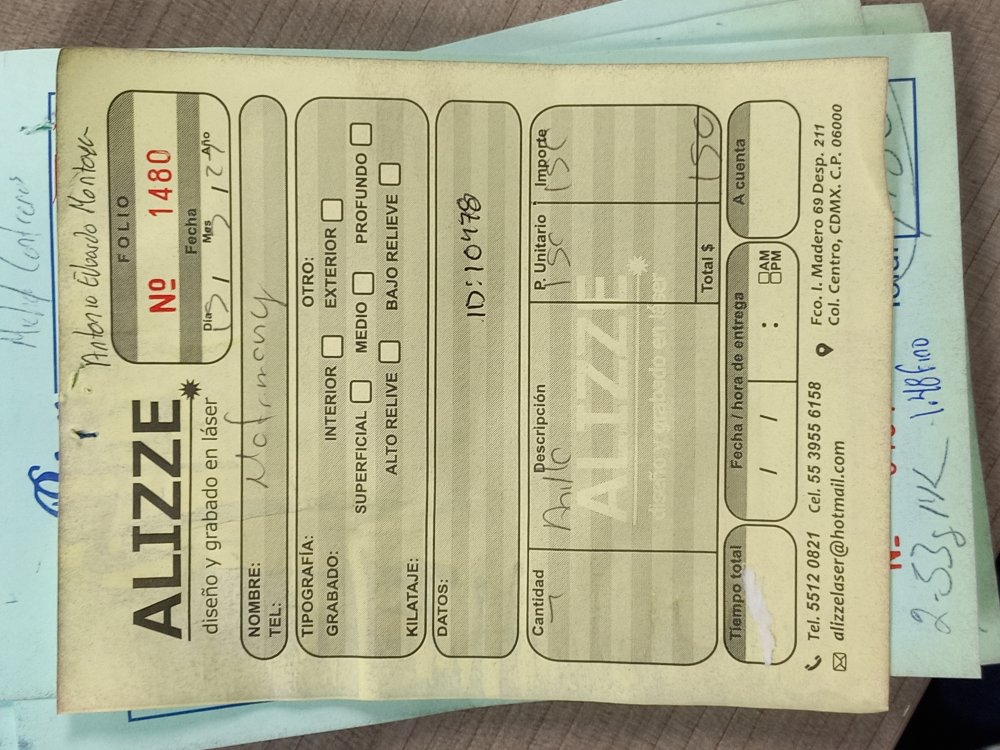 Antonio Eduardo Montoya
ALIZZE
diseño y grabado en láser
FOLIO
Nº 1480
Fecha
Día Mes Año
NOMBRE:
TEL:
TIPOGRAFÍA: OTRO:
GRABADO: INTERIOR EXTERIOR
SUPERFICIAL MEDIO PROFUNDO
KILATAJE: ALTO RELIVE BAJO RELIEVE
DATOS:
ID:10478
Cantidad Descripción P. Unitario Importe
1 Anillo 150 150
ALIZZE
diseño y grabado en láser
Total $ 150
Tiempo total Fecha / hora de entrega A cuenta
/ / : AM
PM
Tel. 5512 0821 Cel. 55 3955 6158 Fco. I. Madero 69 Desp. 211
alizzelaser@hotmail.com Col. Centro, CDMX. C.P. 06000
2.53g 14K 1.48 Fino